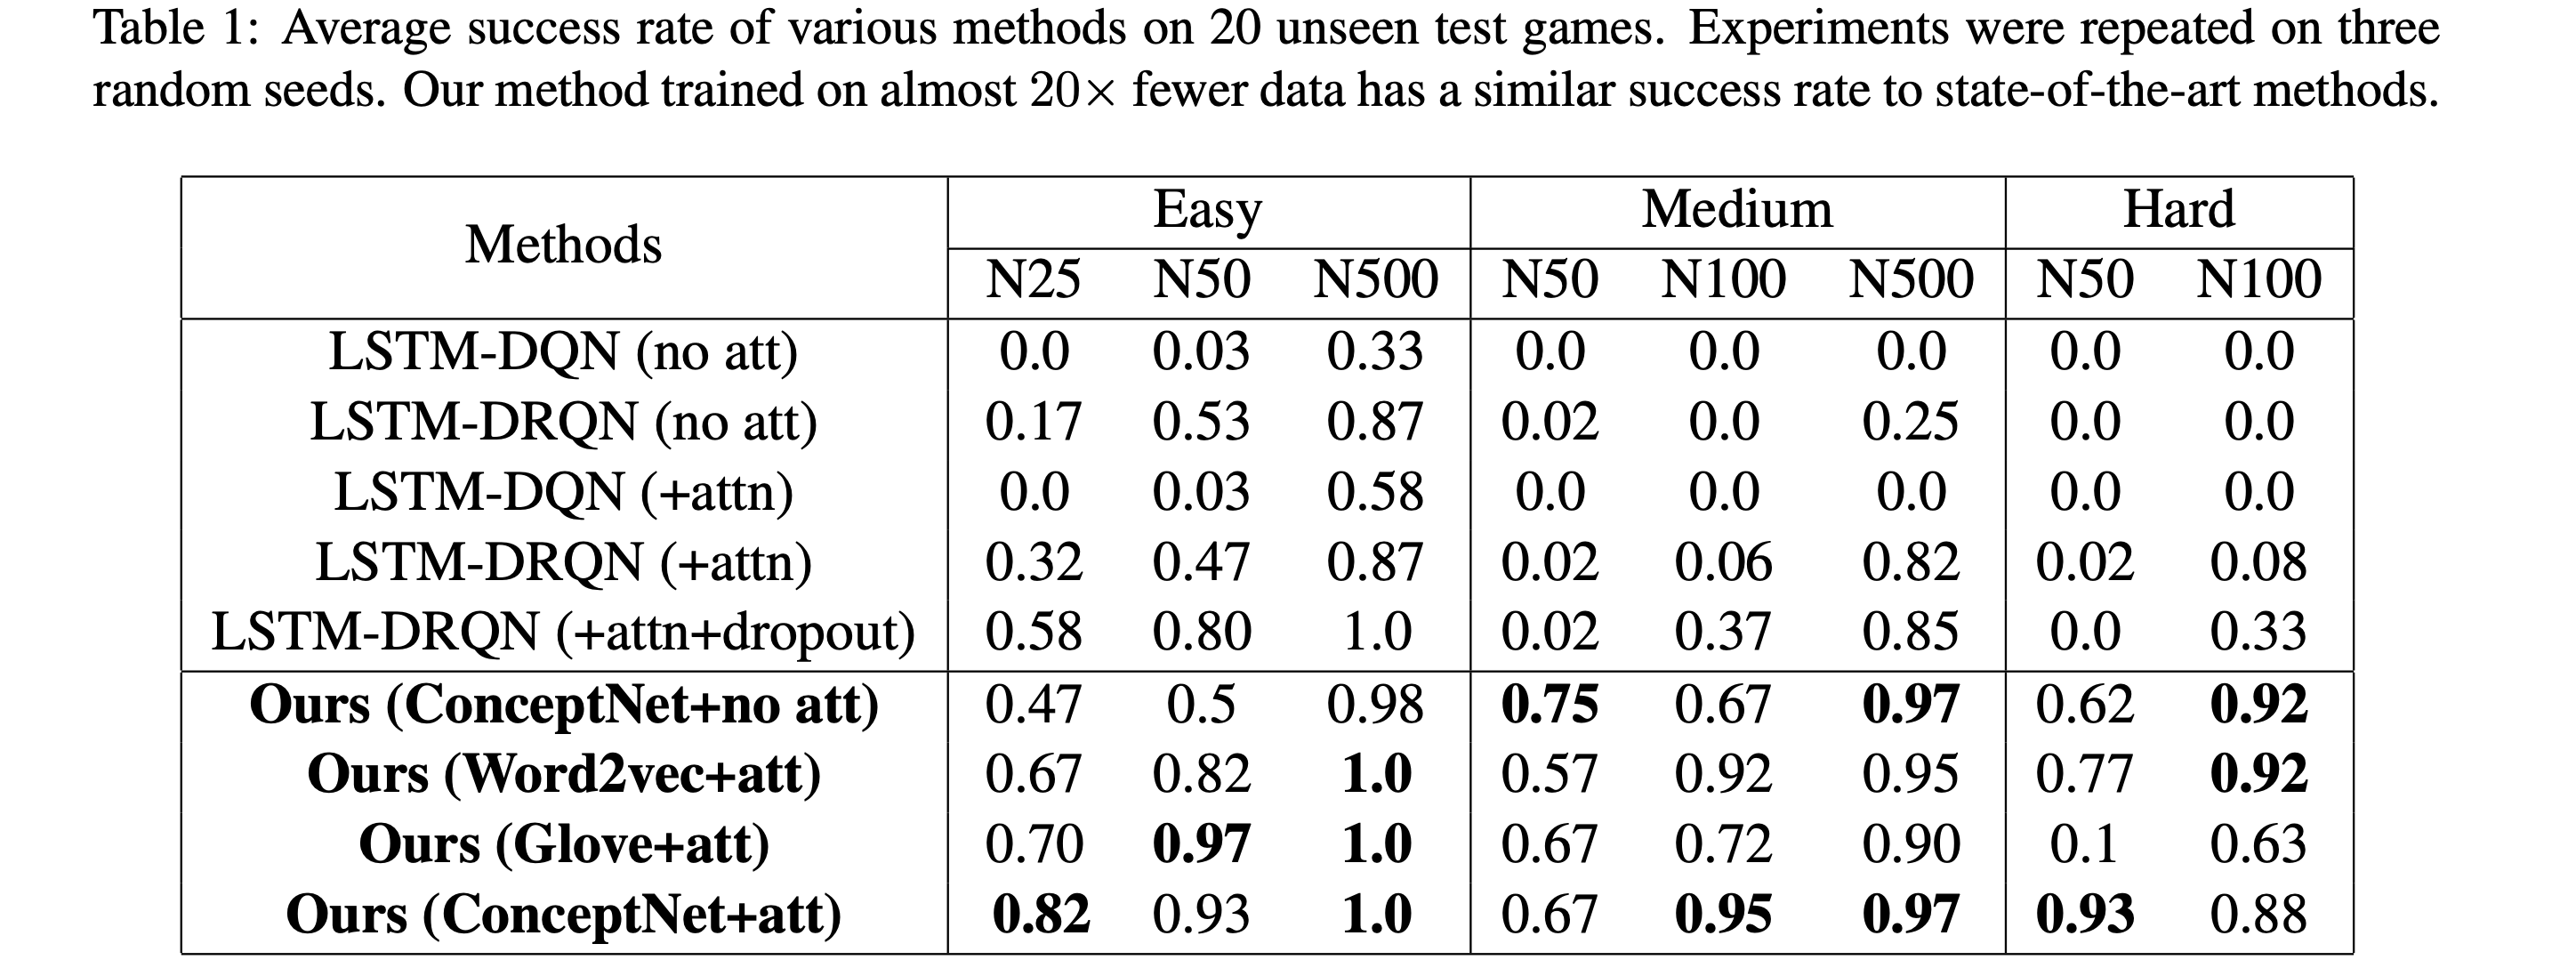 Table 1: Average success rate of various methods on 20 unseen test games. Experiments were repeated on three
random seeds. Our method trained on almost 20× fewer data has a similar success rate to state-of-the-art methods.
Methods Easy Medium Hard
N25 N50 N500 N50 N100 N500 N50 N100
LSTM-DQN (no att) 0.0 0.03 0.33 0.0 0.0 0.0 0.0 0.0
LSTM-DRQN (no att) 0.17 0.53 0.87 0.02 0.0 0.25 0.0 0.0
LSTM-DQN (+attn) 0.0 0.03 0.58 0.0 0.0 0.0 0.0 0.0
LSTM-DRQN (+attn) 0.32 0.47 0.87 0.02 0.06 0.82 0.02 0.08
LSTM-DRQN (+attn+dropout) 0.58 0.80 1.0 0.02 0.37 0.85 0.0 0.33
Ours (ConceptNet+no att) 0.47 0.5 0.98 0.75 0.67 0.97 0.62 0.92
Ours (Word2vec+att) 0.67 0.82 1.0 0.57 0.92 0.95 0.77 0.92
Ours (Glove+att) 0.70 0.97 1.0 0.67 0.72 0.90 0.1 0.63
Ours (ConceptNet+att) 0.82 0.93 1.0 0.67 0.95 0.97 0.93 0.88